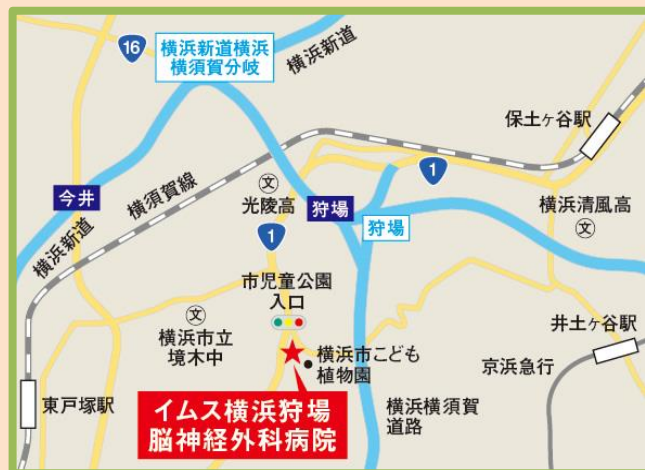 16
横浜新道横浜
横須賀分岐
横浜新道
保土ヶ谷駅
1
横須賀線
今井
文
光陵高
狩場
狩場
横浜清風高
文
横浜新道
1
市児童公園
入口
文
横浜市立
境木中
井土ヶ谷駅
横浜市こども
植物園
京浜急行
東戸塚駅
イムス横浜狩場
脳神経外科病院
横浜横須賀
道路